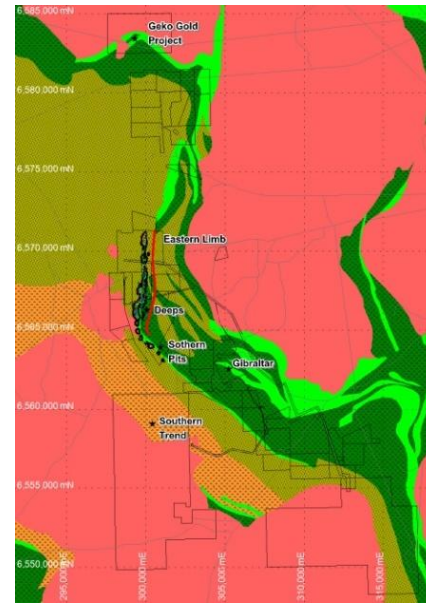 6,585,000 mN
Geko Gold
Project
6,580,000 mN
6,575,000 mN
6,570,000 mN
Eastern Limb
Deeps
6,565,000 mN
Sothern
Pits
Gibraltar
6,560,000 mN
Southern
Trend
6,555,000 mN
6,550,000 mN
295,000 mE
300,000 mE
305,000 mE
310,000 mE
315,000 mE